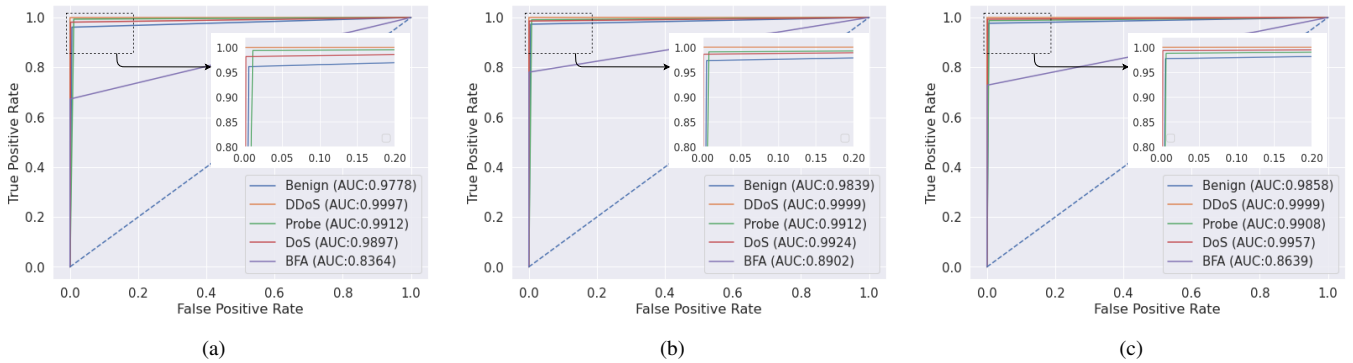 True Positive Rate
1.0
0.8
0.6
0.4
0.2
0.0
1.00
0.95
0.90
0.85
0.80
0.00 0.05 0.10 0.15 0.20
Benign (AUC:0.9778)
DDoS (AUC:0.9997)
Probe (AUC:0.9912)
DoS (AUC:0.9897)
BFA (AUC:0.8364)
0.0 0.2 0.4 0.6 0.8 1.0
False Positive Rate
(a)
True Positive Rate
1.0
0.8
0.6
0.4
0.2
0.0
1.00
0.95
0.90
0.85
0.80
0.00 0.05 0.10 0.15 0.20
Benign (AUC:0.9839)
DDoS (AUC:0.9999)
Probe (AUC:0.9912)
DoS (AUC:0.9924)
BFA (AUC:0.8902)
0.0 0.2 0.4 0.6 0.8 1.0
False Positive Rate
(b)
True Positive Rate
1.0
0.8
0.6
0.4
0.2
0.0
1.00
0.95
0.90
0.85
0.80
0.00 0.05 0.10 0.15 0.20
Benign (AUC:0.9858)
DDoS (AUC:0.9999)
Probe (AUC:0.9908)
DoS (AUC:0.9957)
BFA (AUC:0.8639)
0.0 0.2 0.4 0.6 0.8 1.0
False Positive Rate
(c)